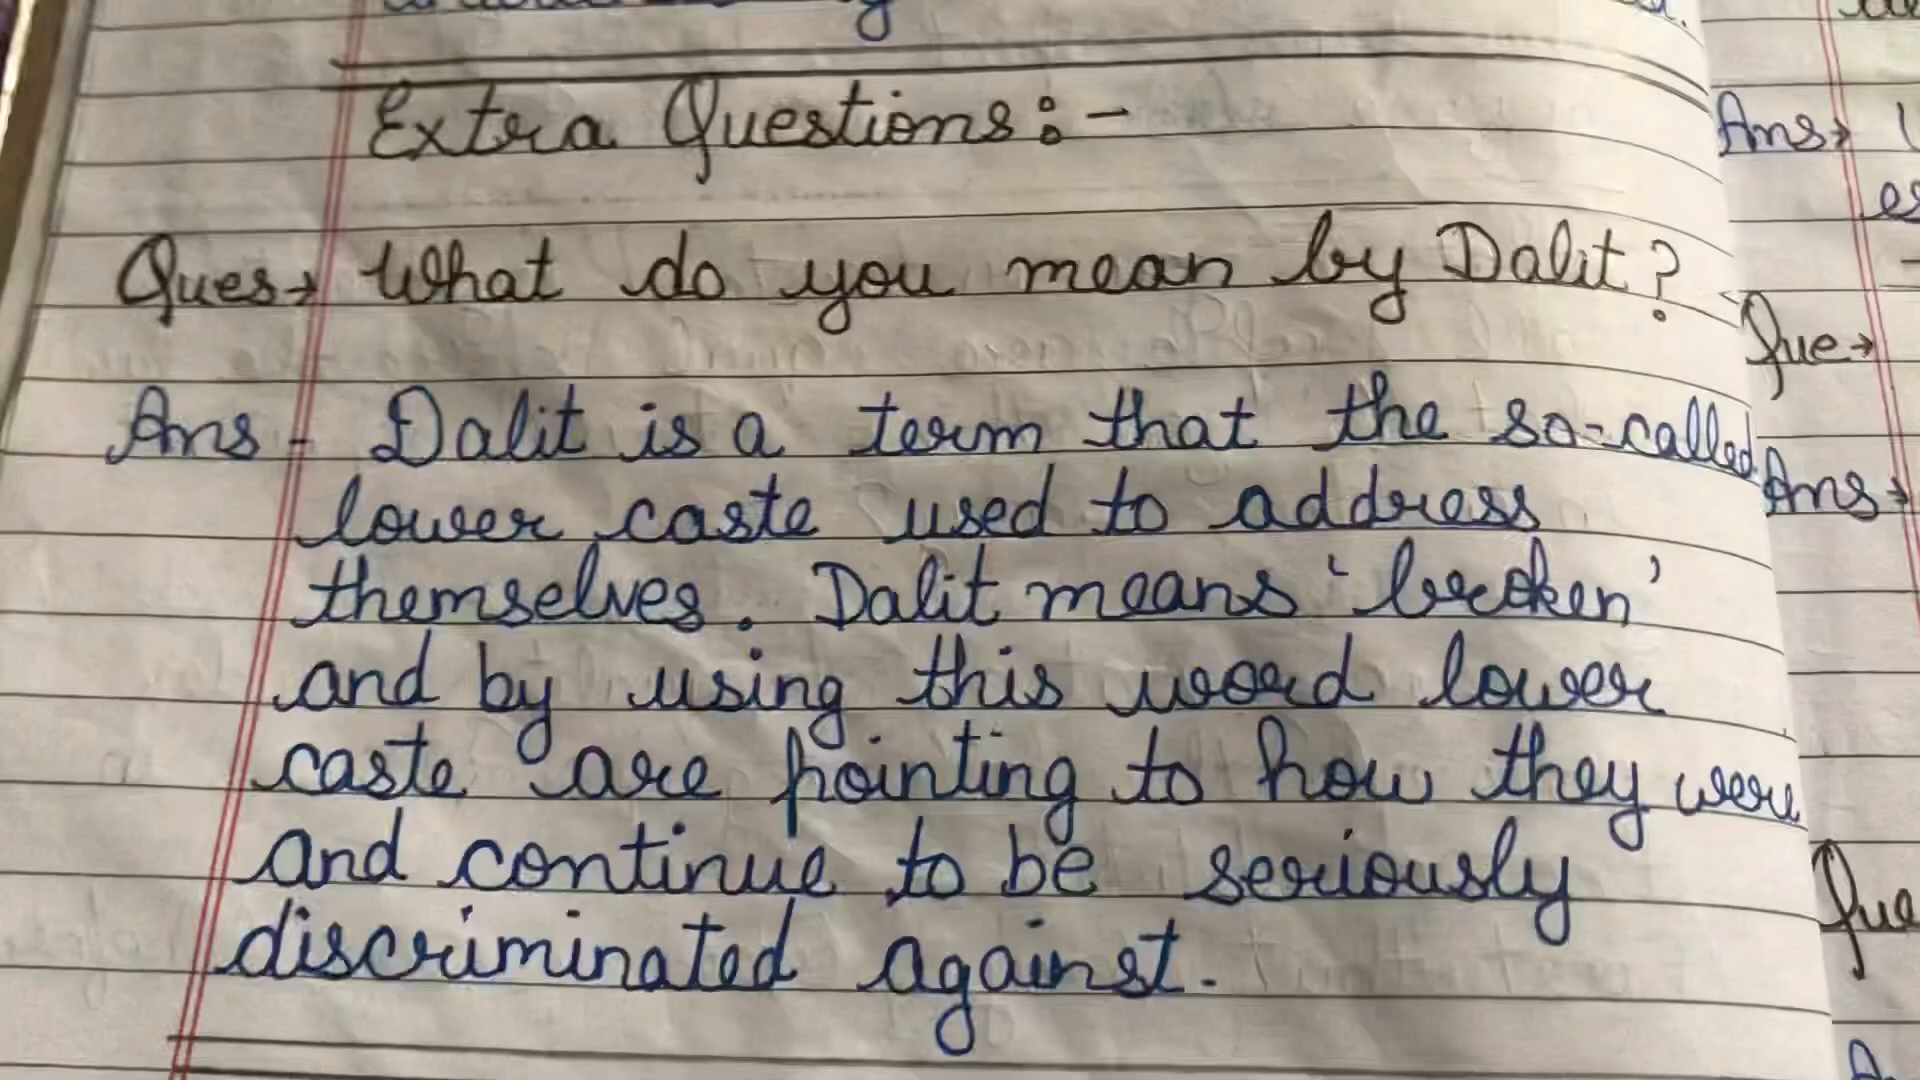 Extra Questions:-
Ques→ What do you mean by Dalit?
Ans - Dalit is a term that the so-called
lower caste used to address
themselves. Dalit means 'broken'
and by using this word lower
caste are pointing to how they were
and continue to be seriously
discriminated against.
Ans→
Que→
Ans→
Que